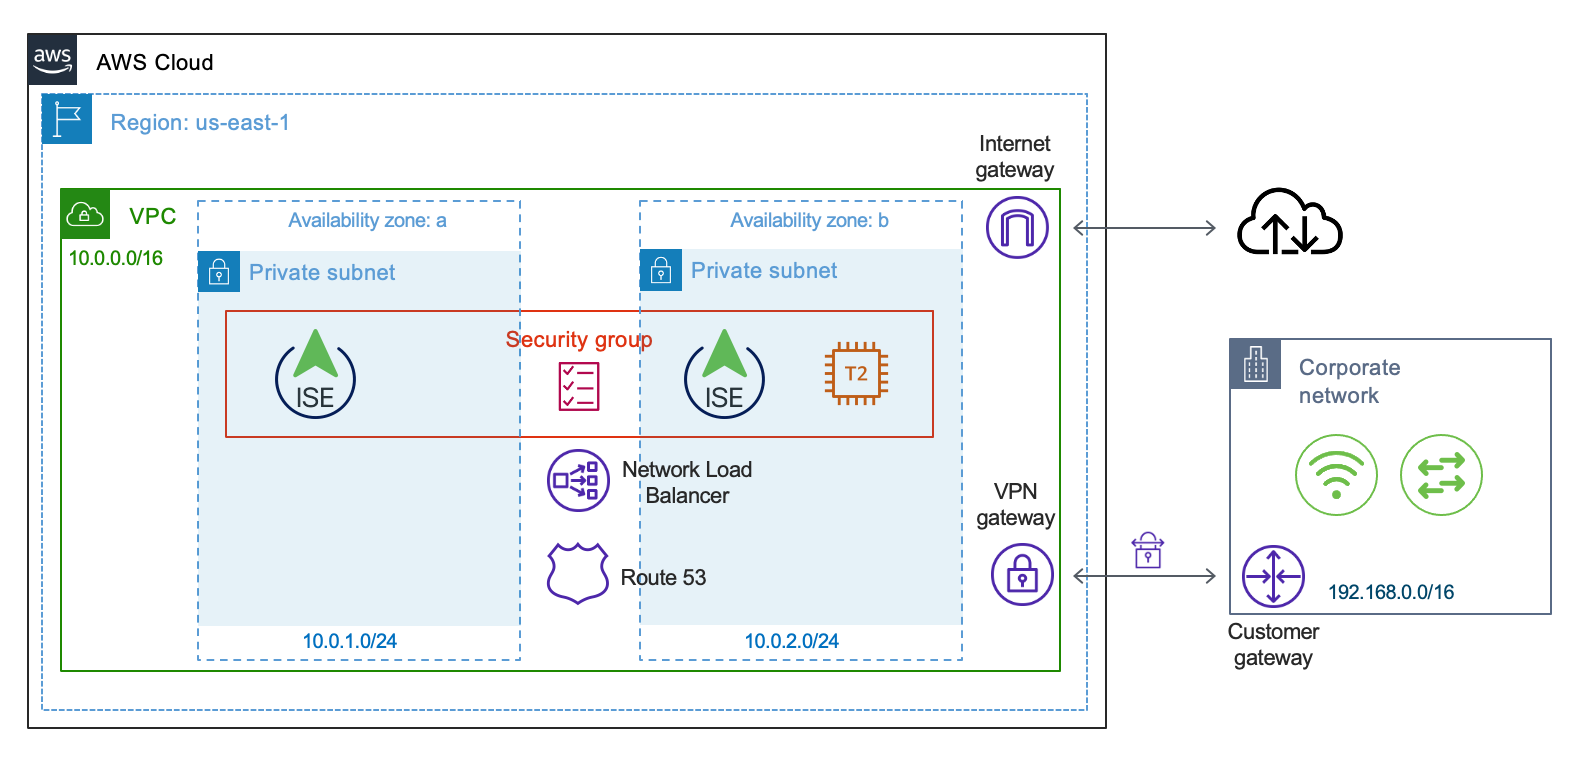 aws
AWS Cloud
Region: us-east-1
Internet
gateway
VPC
10.0.0.0/16
Availability zone: a
Availability zone: b
Private subnet
Private subnet
Security group
ISE
ISE
T2
Network Load
Balancer
Route 53
VPN
gateway
10.0.1.0/24
10.0.2.0/24
Corporate
network
192.168.0.0/16
Customer
gateway